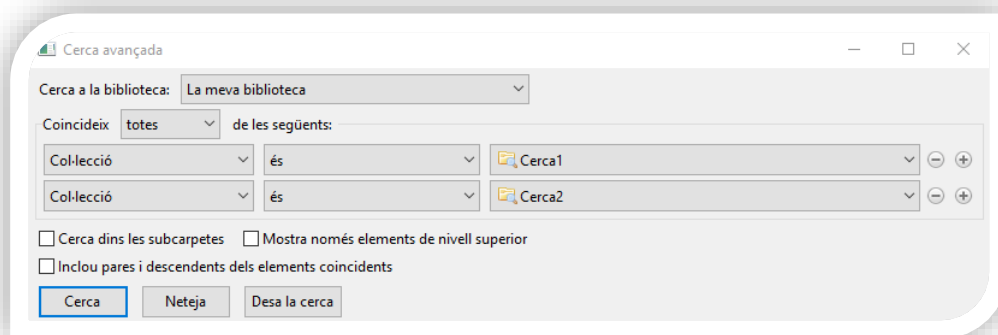 Cerca avançada
Cerca a la biblioteca: La meva biblioteca
Coincideix totes de les següents:
Col·lecció és Cerca1
Col·lecció és Cerca2
Cerca dins les subcarpetes Mostra només elements de nivell superior
Inclou pares i descendents dels elements coincidents
Cerca Neteja Desa la cerca